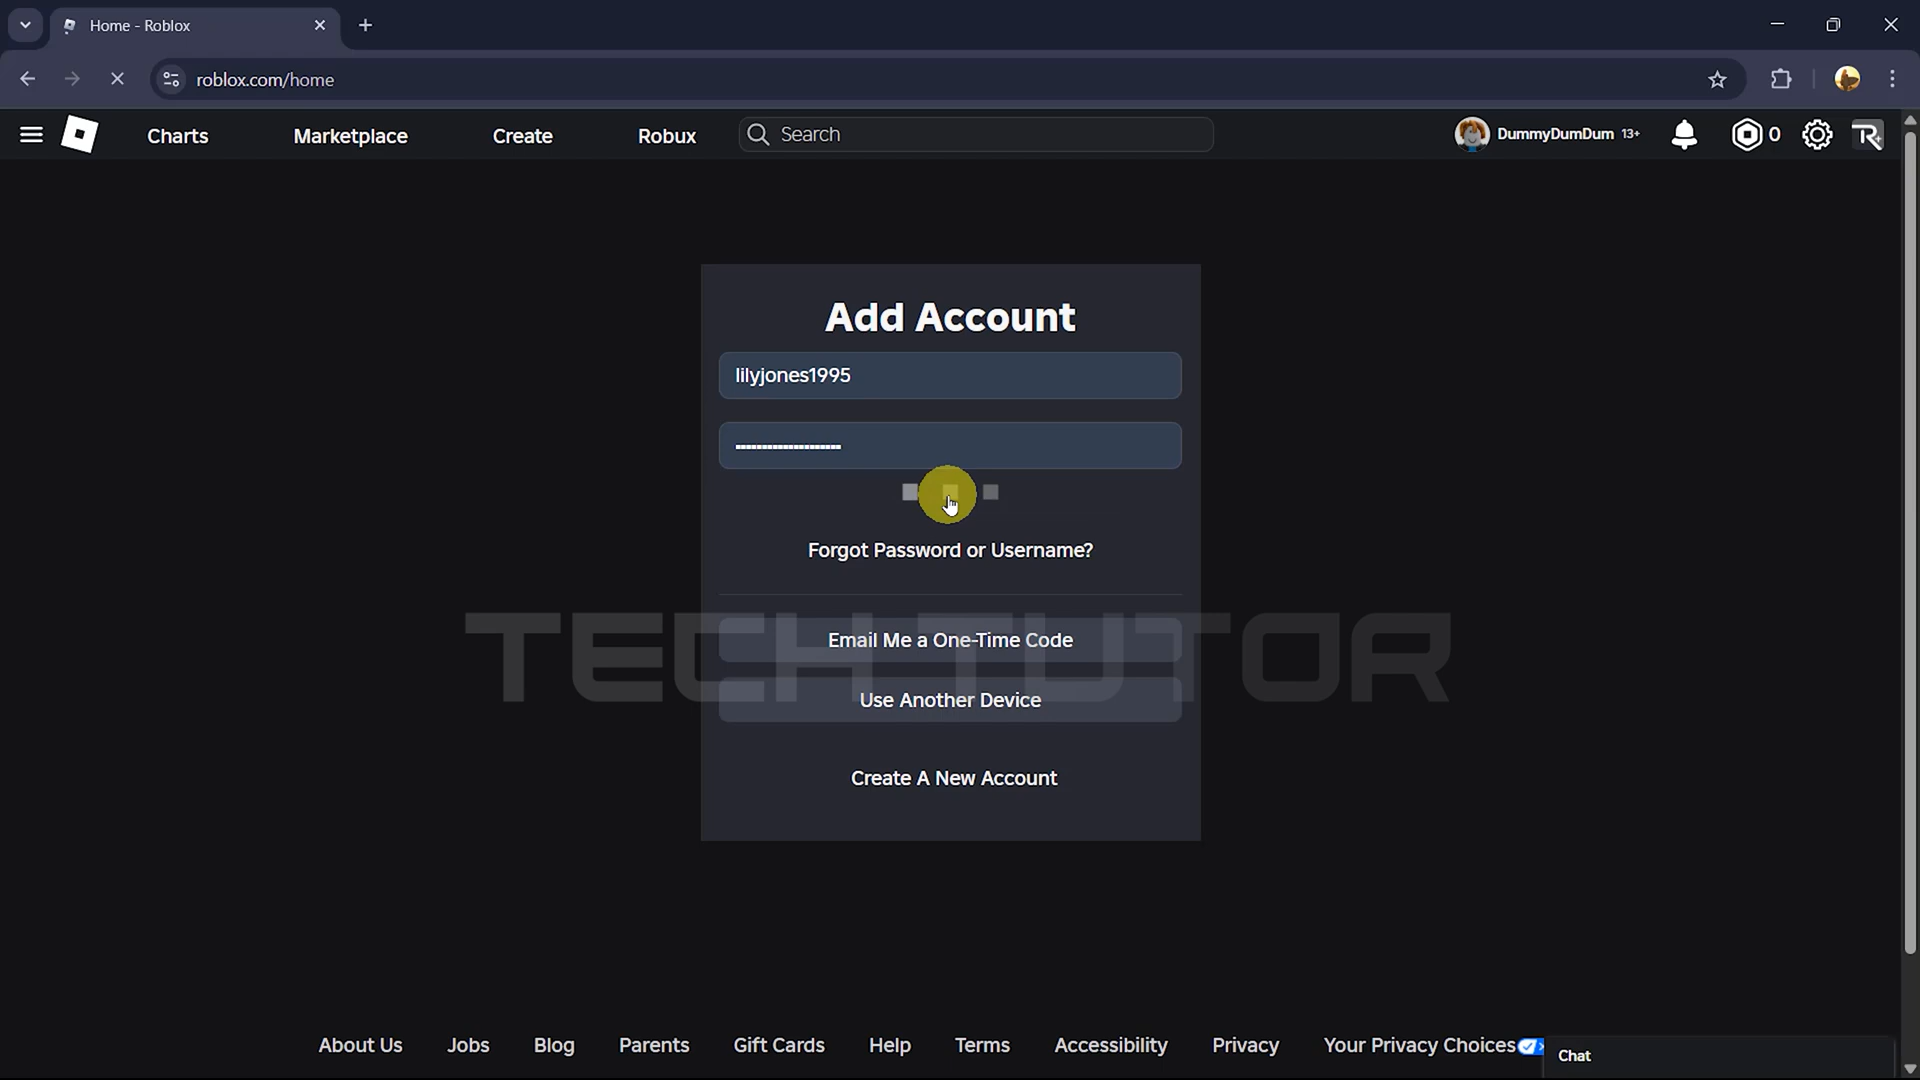 Home - Roblox
roblox.com/home
Charts
Marketplace
Create
Robux
Search
DummyDumDum 13+
0
Add Account
lilyjones1995
Forgot Password or Username?
TECH TUTOR
Email Me a One-Time Code
Use Another Device
Create A New Account
About Us
Jobs
Blog
Parents
Gift Cards
Help
Terms
Accessibility
Privacy
Your Privacy Choices
Chat